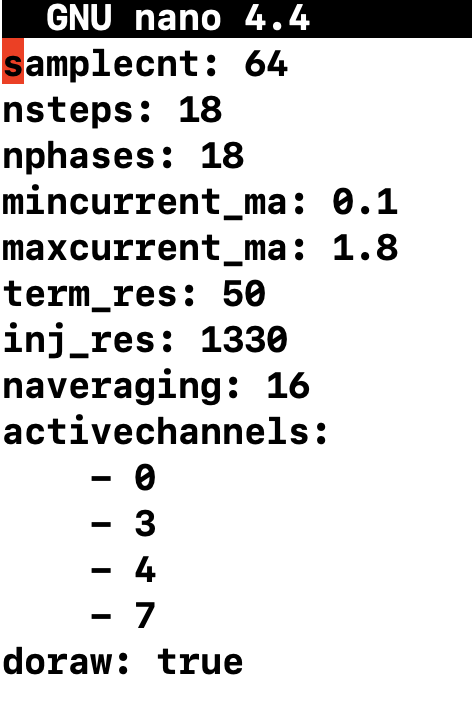 GNU nano 4.4
samplecnt: 64
nsteps: 18
nphases: 18
mincurrent_ma: 0.1
maxcurrent_ma: 1.8
term_res: 50
inj_res: 1330
naveraging: 16
activechannels:
    - 0
    - 3
    - 4
    - 7
doraw: true